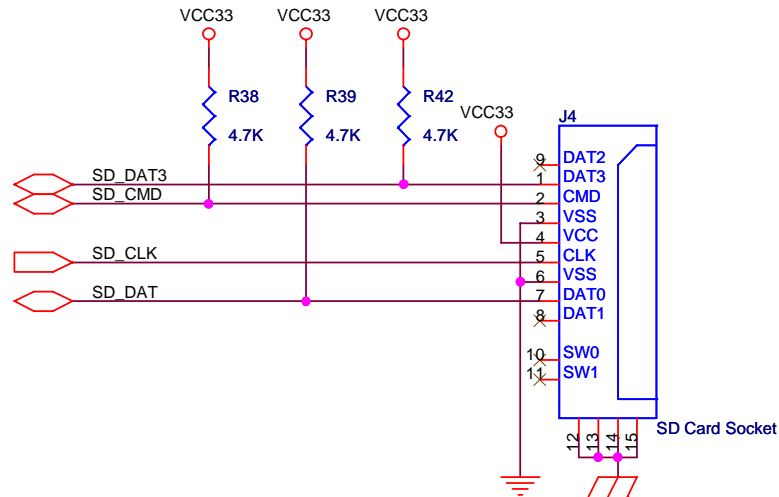 VCC33 VCC33 VCC33
R38 R39 R42 VCC33
4.7K 4.7K 4.7K
J4
9 DAT2
SD_DAT3 1 DAT3
SD_CMD 2 CMD
3 VSS
4 VCC
SD_CLK 5 CLK
6 VSS
SD_DAT 7 DAT0
8 DAT1
10 SW0
11 SW1
SD Card Socket
12 13 14 15